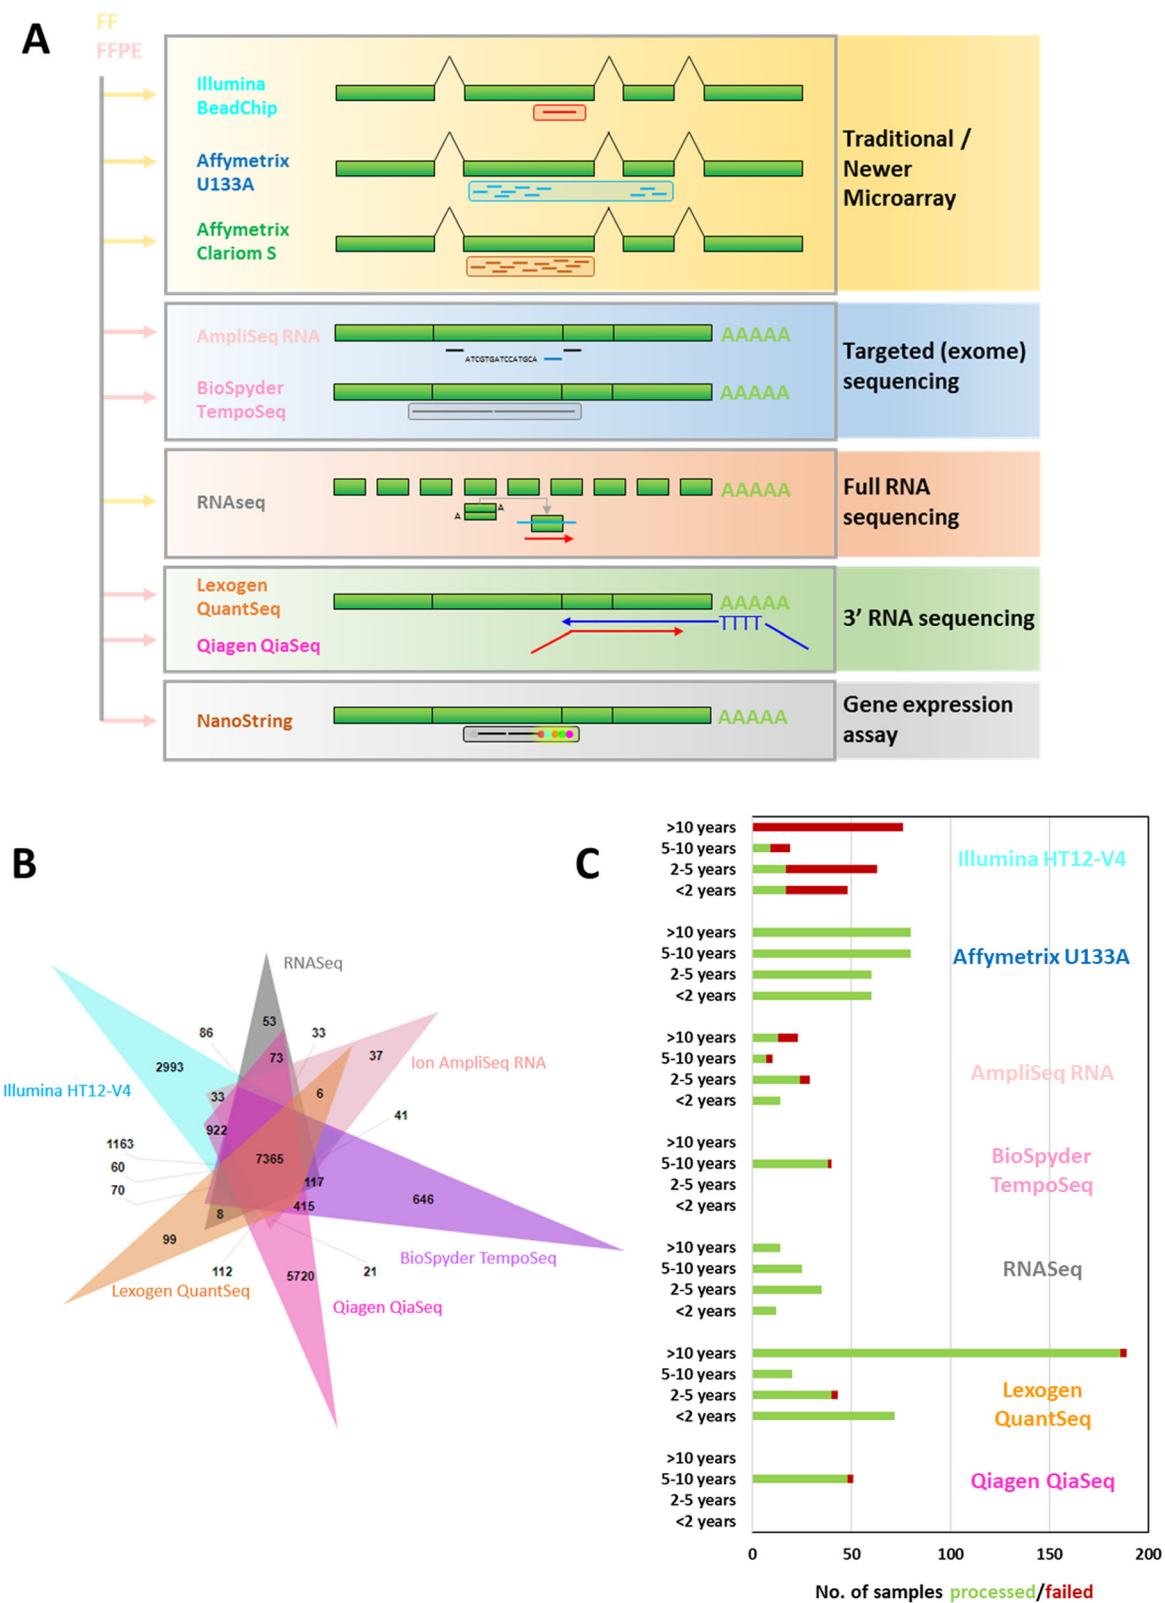 A
FF
FFPE
Illumina
BeadChip
Affymetrix
U133A
Affymetrix
Clariom S
Traditional /
Newer
Microarray
AmpliSeq RNA
AAAAA
ATCGTGATCCATGCA
BioSpyder
TempoSeq
AAAAA
Targeted (exome)
sequencing
RNAseq
AAAAA
A
A
Full RNA
sequencing
Lexogen
QuantSeq
Qiagen QiaSeq
AAAAA
TTTT
3’ RNA sequencing
NanoString
AAAAA
Gene expression
assay
B
RNASeq
53
86
33
73
37
Ion AmpliSeq RNA
2993
Illumina HT12-V4
33
6
922
41
1163
60
70
7365
117
415
646
8
99
BioSpyder TempoSeq
112
5720
21
Lexogen QuantSeq
Qiagen QiaSeq
C
>10 years
5-10 years
2-5 years
<2 years
Illumina HT12-V4
>10 years
5-10 years
2-5 years
<2 years
Affymetrix U133A
>10 years
5-10 years
2-5 years
<2 years
AmpliSeq RNA
>10 years
5-10 years
2-5 years
<2 years
BioSpyder
TempoSeq
>10 years
5-10 years
2-5 years
<2 years
RNASeq
>10 years
5-10 years
2-5 years
<2 years
Lexogen
QuantSeq
>10 years
5-10 years
2-5 years
<2 years
Qiagen QiaSeq
0 50 100 150 200
No. of samples processed/failed